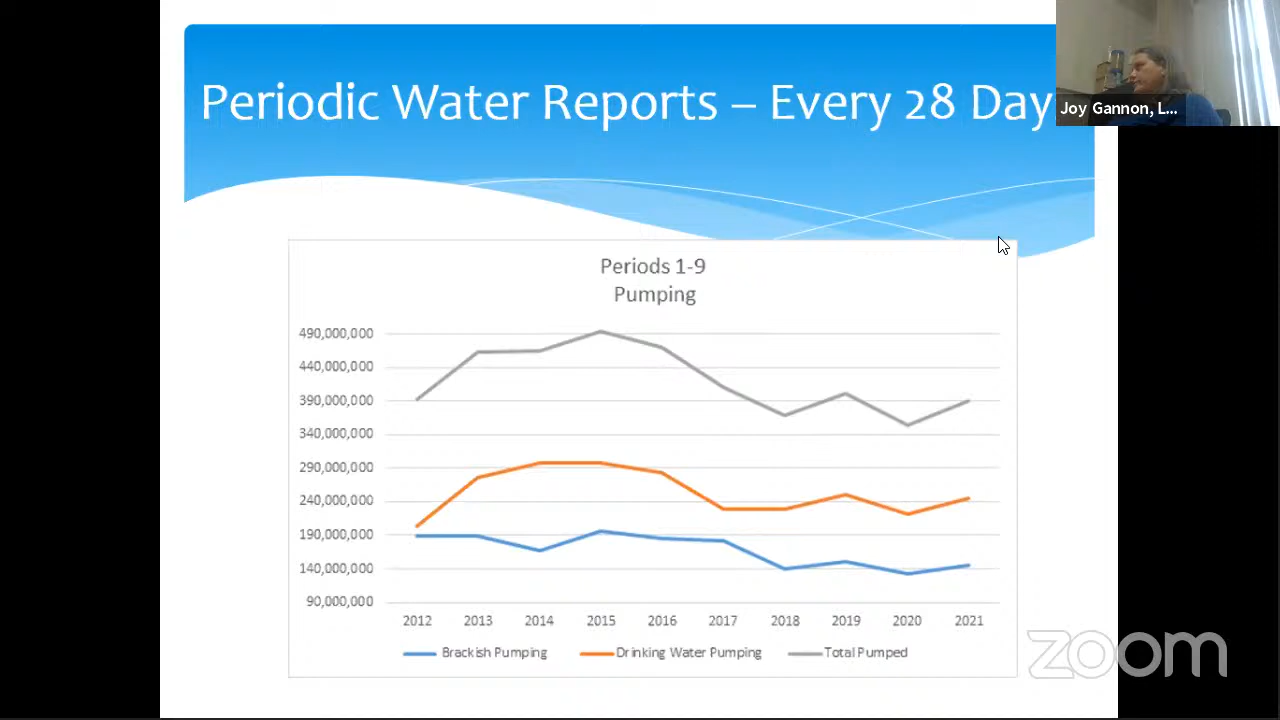 Periodic Water Reports – Every 28 Day
Joy Gannon, L...
Periods 1-9
Pumping
490,000,000
440,000,000
390,000,000
340,000,000
290,000,000
240,000,000
190,000,000
140,000,000
90,000,000
2012 2013 2014 2015 2016 2017 2018 2019 2020 2021
Brackish Pumping Drinking Water Pumping Total Pumped
zoom